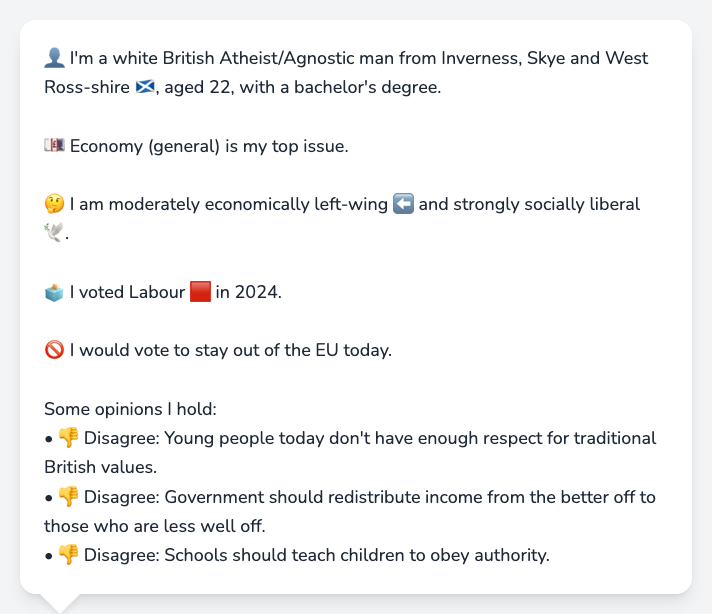 👤 I'm a white British Atheist/Agnostic man from Inverness, Skye and West
Ross-shire 🏴󠁧󠁢󠁳󠁣󠁴󠁿, aged 22, with a bachelor's degree.
💷 Economy (general) is my top issue.
🤔 I am moderately economically left-wing ⬅️ and strongly socially liberal
🕊️.
🗳️ I voted Labour 🟥 in 2024.
🚫 I would vote to stay out of the EU today.
Some opinions I hold:
• 👎 Disagree: Young people today don't have enough respect for traditional
British values.
• 👎 Disagree: Government should redistribute income from the better off to
those who are less well off.
• 👎 Disagree: Schools should teach children to obey authority.